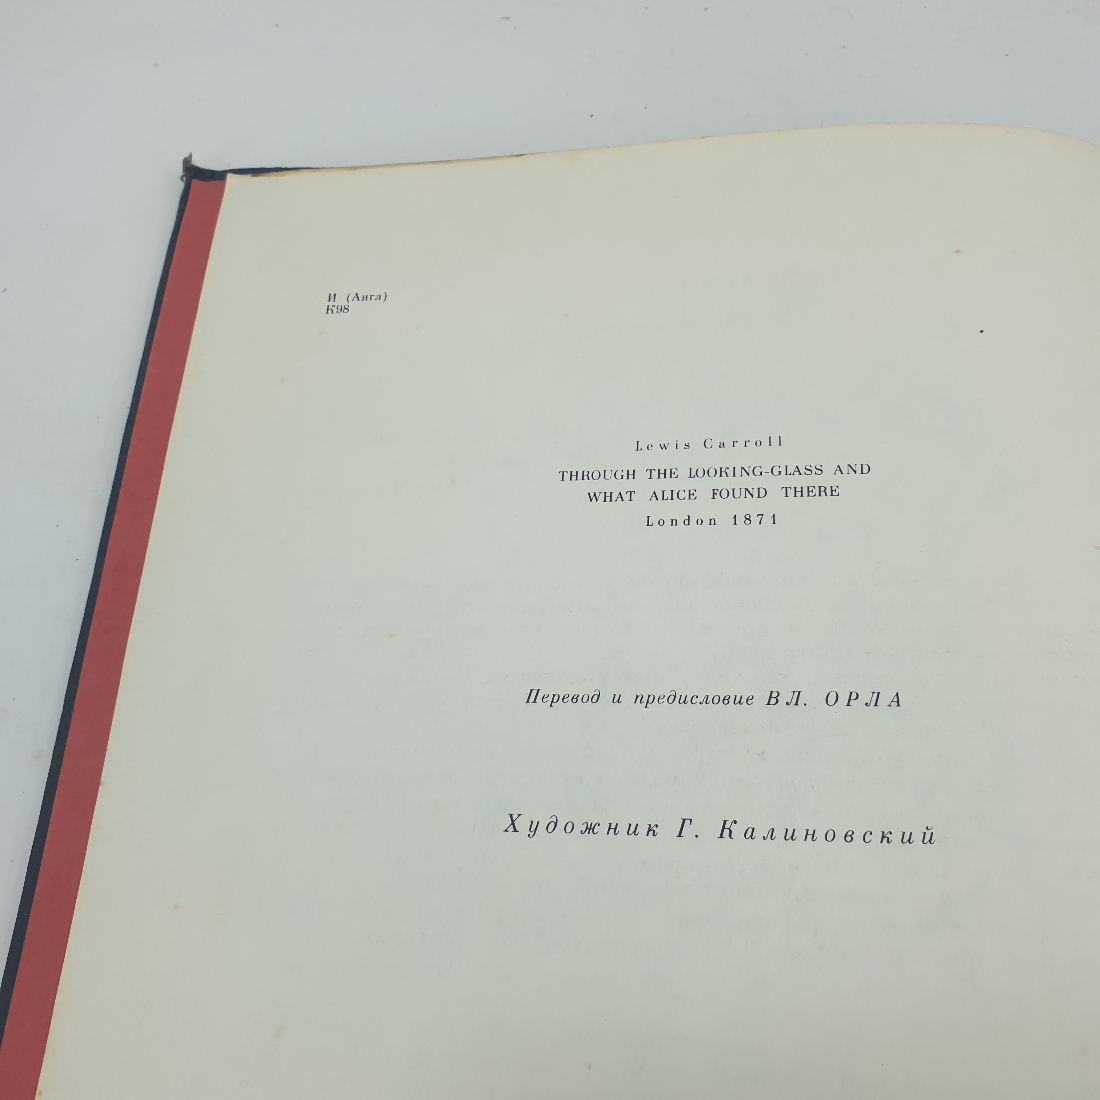 И (Англ)
К98
Lewis Carroll
THROUGH THE LOOKING-GLASS AND
WHAT ALICE FOUND THERE
London 1871
Перевод и предисловие ВЛ. ОРЛА
Художник Г. Калиновский